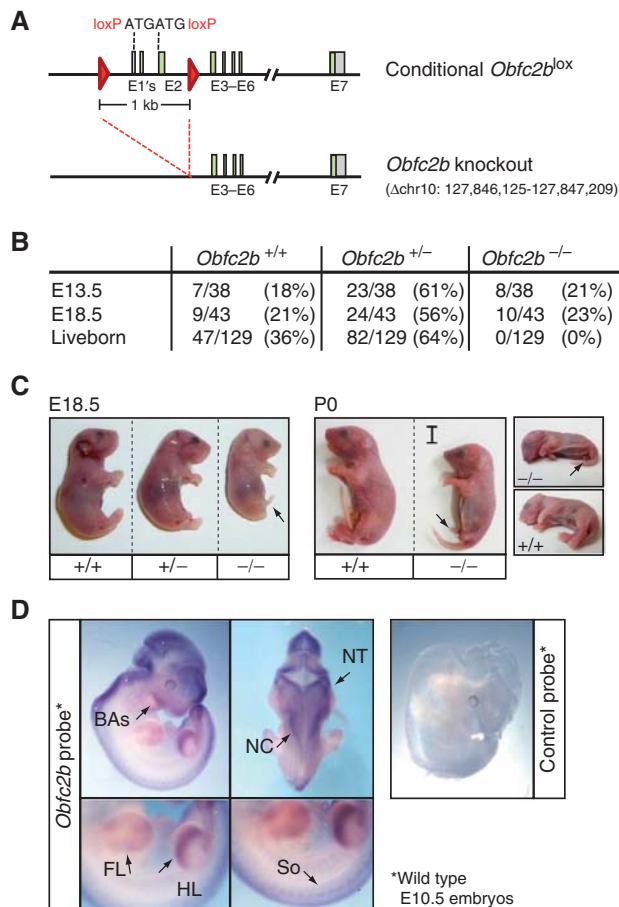 A
loxP ATGATG loxP
E1's E2 E3–E6 E7
1 kb
Conditional Obfc2b lox
E3–E6 E7
Obfc2b knockout
(Δchr10: 127,846,125-127,847,209)
B
Obfc2b +/+ Obfc2b +/– Obfc2b –/–
E13.5 7/38 (18%) 23/38 (61%) 8/38 (21%)
E18.5 9/43 (21%) 24/43 (56%) 10/43 (23%)
Liveborn 47/129 (36%) 82/129 (64%) 0/129 (0%)
C
E18.5 P0
–/–
+/+
+/+ +/– –/– +/+ –/–
D
Obfc2b probe*
BAs
NT
NC
FL
HL
So
Control probe*
*Wild type
E10.5 embryos